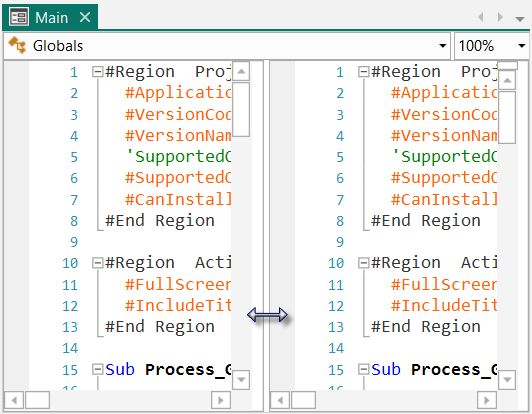 Main
Globals 100%
1 #Region Proj
2 #Applicatio
3 #VersionCod
4 #VersionNam
5 'SupportedO
6 #SupportedO
7 #CanInstall
8 #End Region
9
10 #Region Acti
11 #FullScreen
12 #IncludeTit
13 #End Region
14
15 Sub Process_G
16
1 #Region Proj
2 #Applicatio
3 #VersionCod
4 #VersionNam
5 'SupportedO
6 #SupportedO
7 #CanInstall
8 #End Region
9
10 #Region Acti
11 #FullScreen
12 #IncludeTit
13 #End Region
14
15 Sub Process_G
16